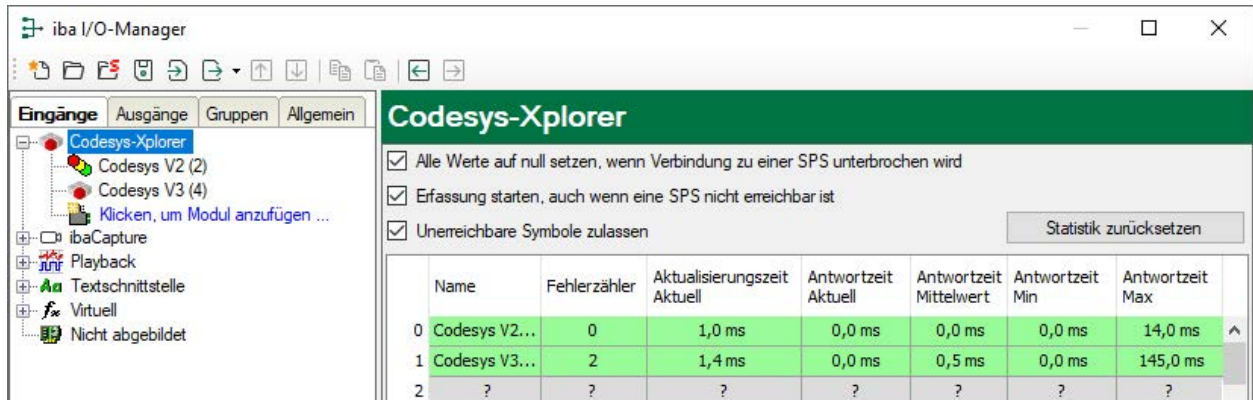 iba I/O-Manager
Eingänge Ausgänge Gruppen Allgemein
Codesys-Xplorer
Codesys V2 (2)
Codesys V3 (4)
Klicken, um Modul anzufügen ...
ibaCapture
Playback
Textschnittstelle
Virtuell
Nicht abgebildet
Codesys-Xplorer
Alle Werte auf null setzen, wenn Verbindung zu einer SPS unterbrochen wird
Erfassung starten, auch wenn eine SPS nicht erreichbar ist
Unerreichbare Symbole zulassen
Statistik zurücksetzen
Name Fehlerzähler Aktualisierungszeit Aktuell Antwortzeit Aktuell Antwortzeit Mittelwert Antwortzeit Min Antwortzeit Max
0 Codesys V2... 0 1,0 ms 0,0 ms 0,0 ms 0,0 ms 14,0 ms
1 Codesys V3... 2 1,4 ms 0,0 ms 0,5 ms 0,0 ms 145,0 ms
2 ? ? ? ? ? ? ?